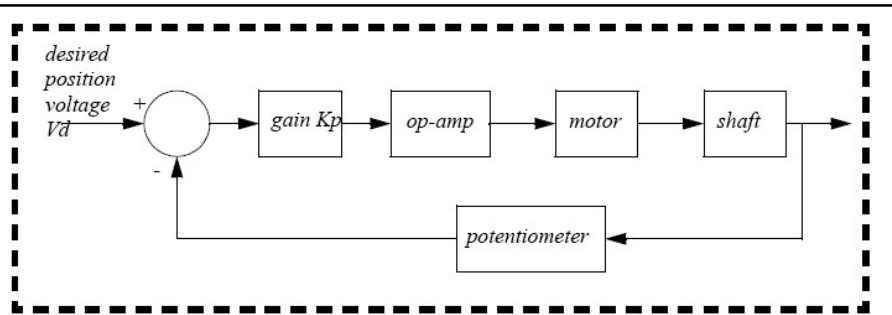 desired
position
voltage +
Vd
gain Kp
op-amp
motor
shaft
-
potentiometer